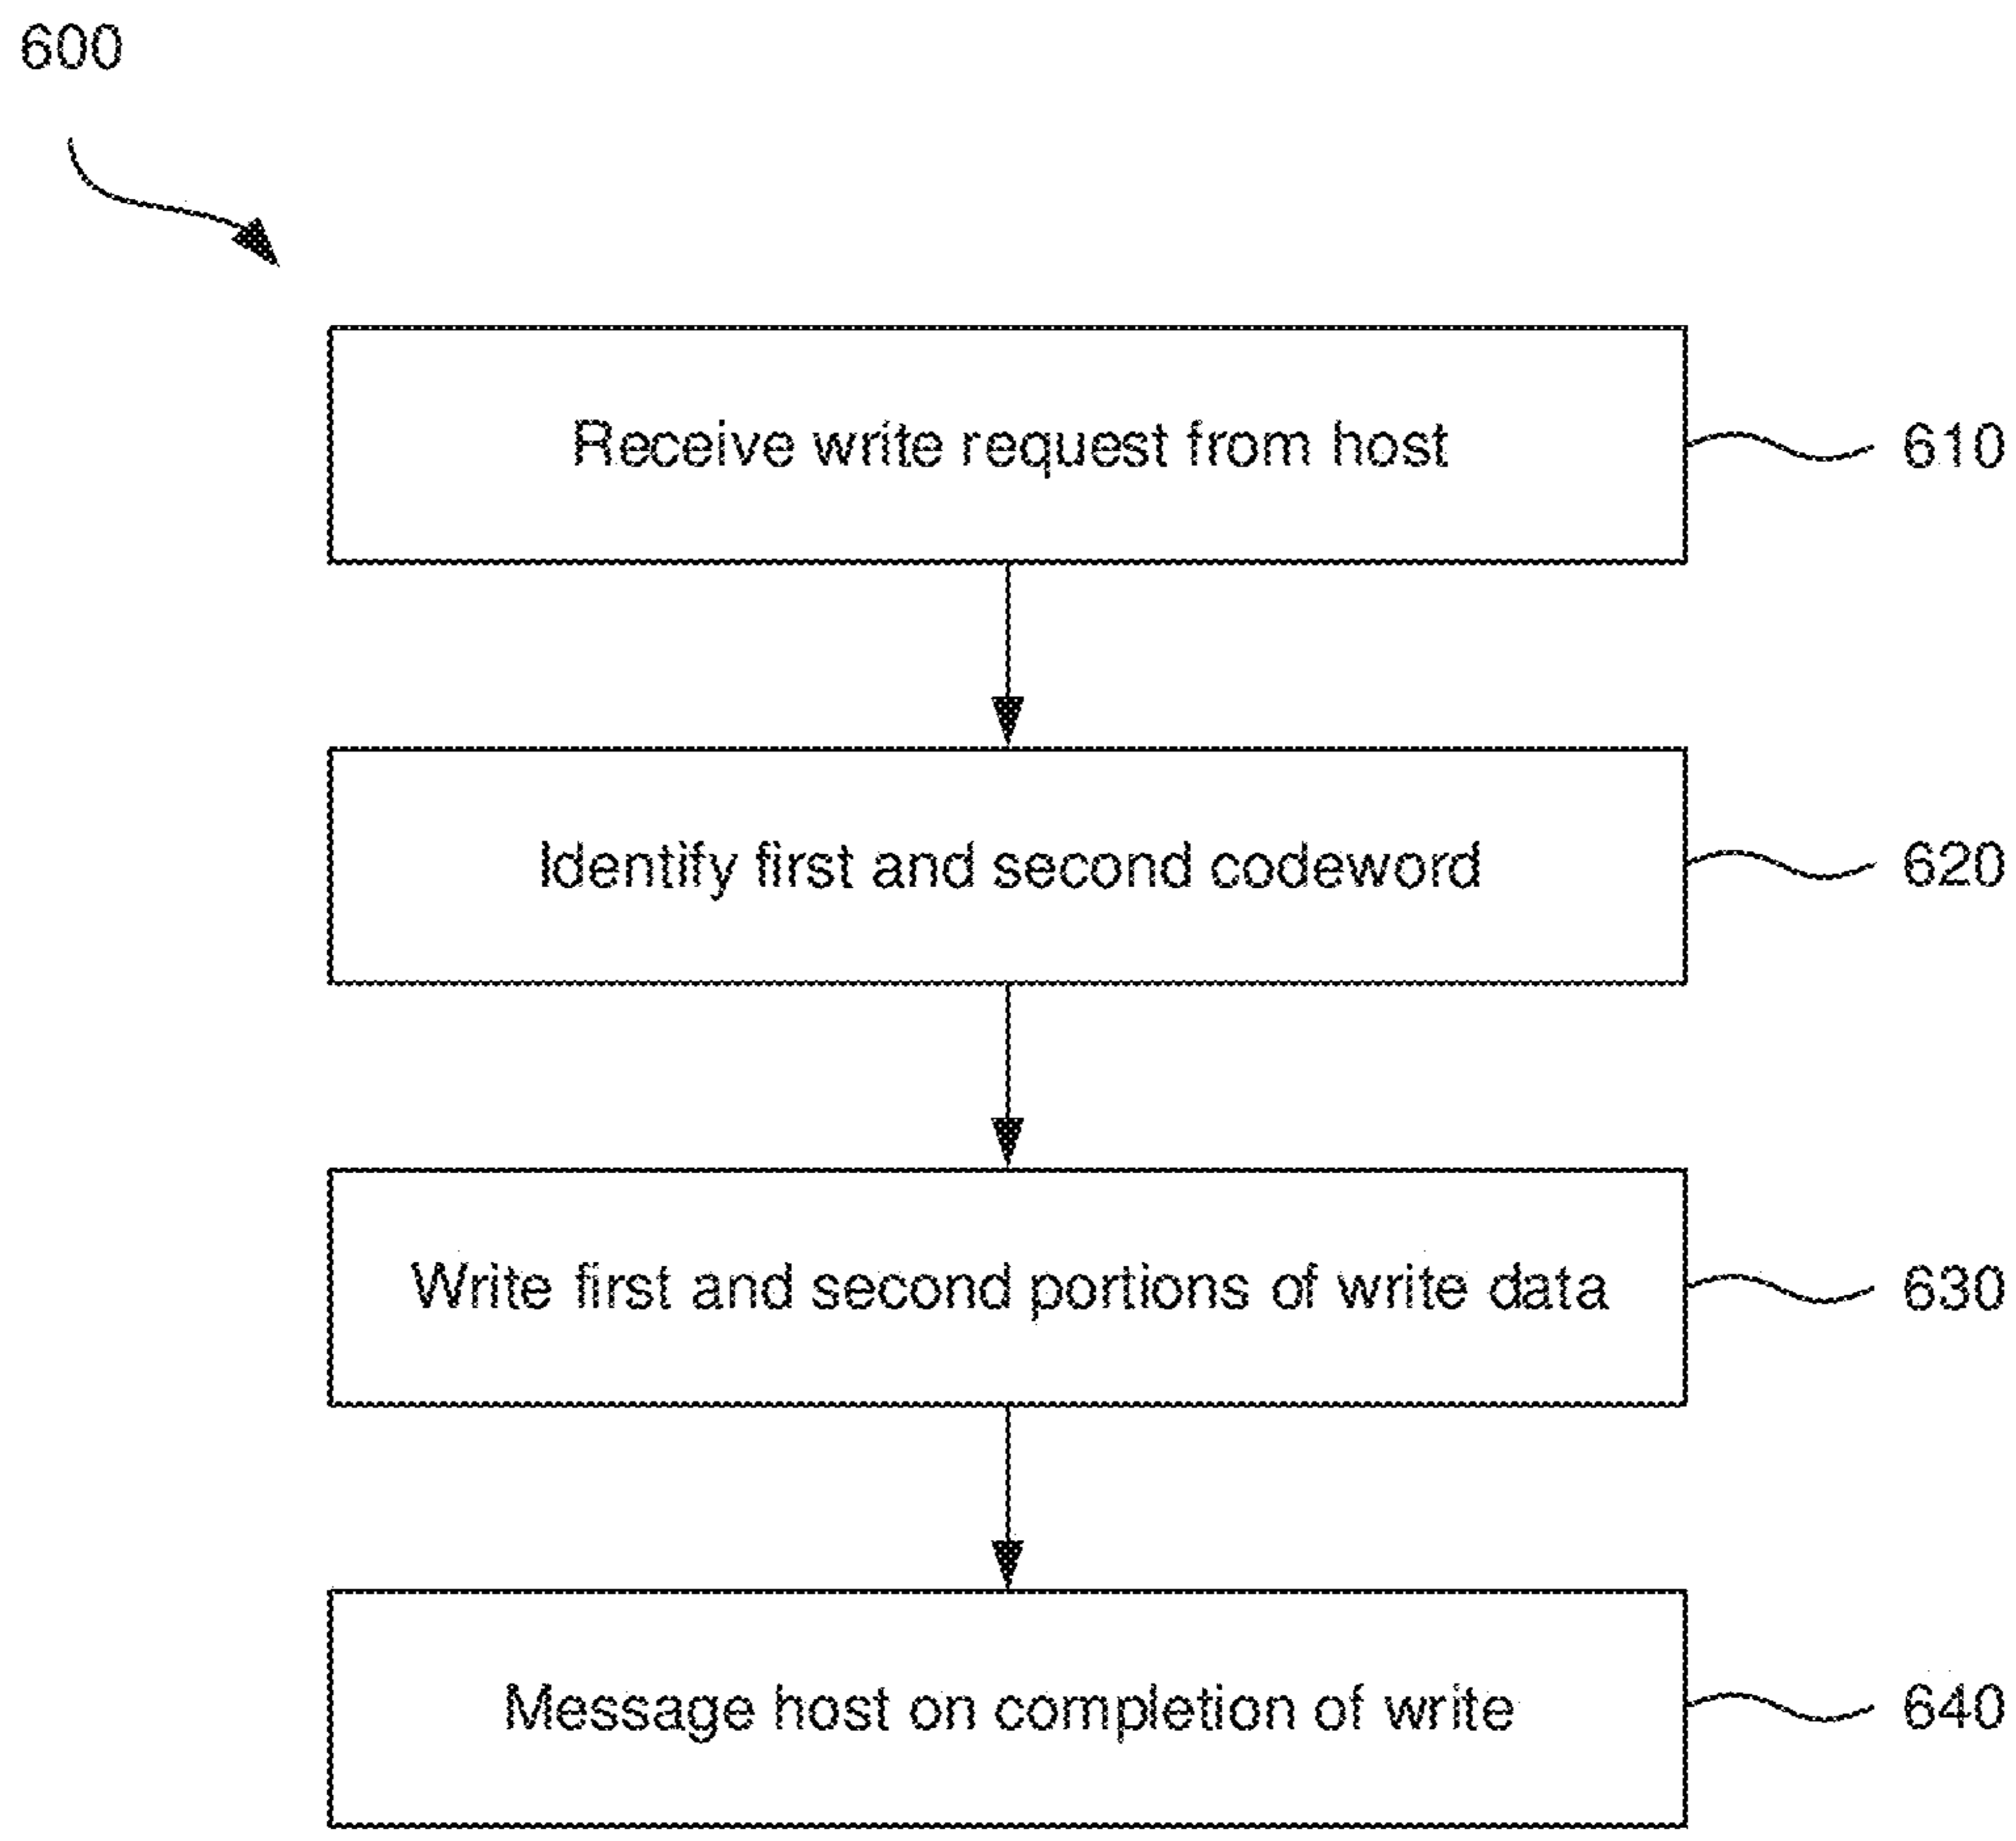 600
Receive write request from host
610
Identify first and second codeword
620
Write first and second portions of write data
630
Message host on completion of write
640